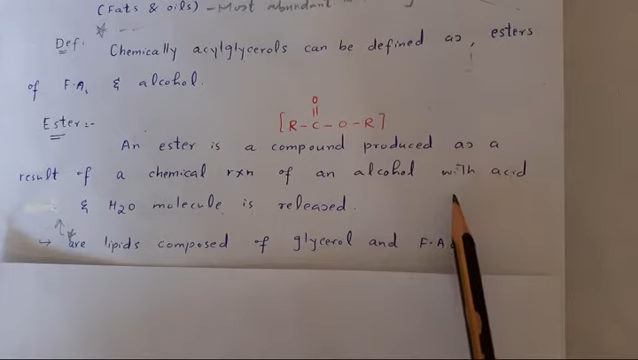 (Fats & oils) - Most abundant
Def: Chemically acylglycerols can be defined as, esters
of F.A, & alcohol.
O
||
Ester:- [R-C-O-R]
An ester is a compound produced as a
result of a chemical rxn of an alcohol with acid
& H2O molecule is released.
→ are lipids composed of glycerol and F.A